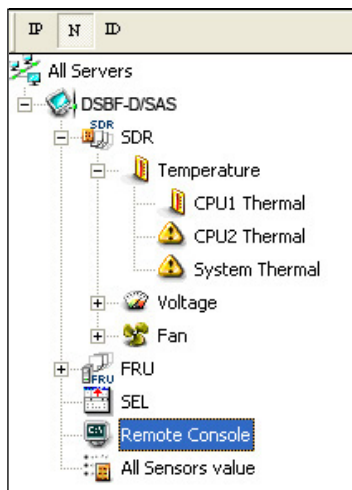 IP N ID
All Servers
DSBF-D/SAS
SDR SDR
Temperature
CPU1 Thermal
CPU2 Thermal
System Thermal
Voltage
Fan
FRU FRU
SEL
C:\ Remote Console
All Sensors value